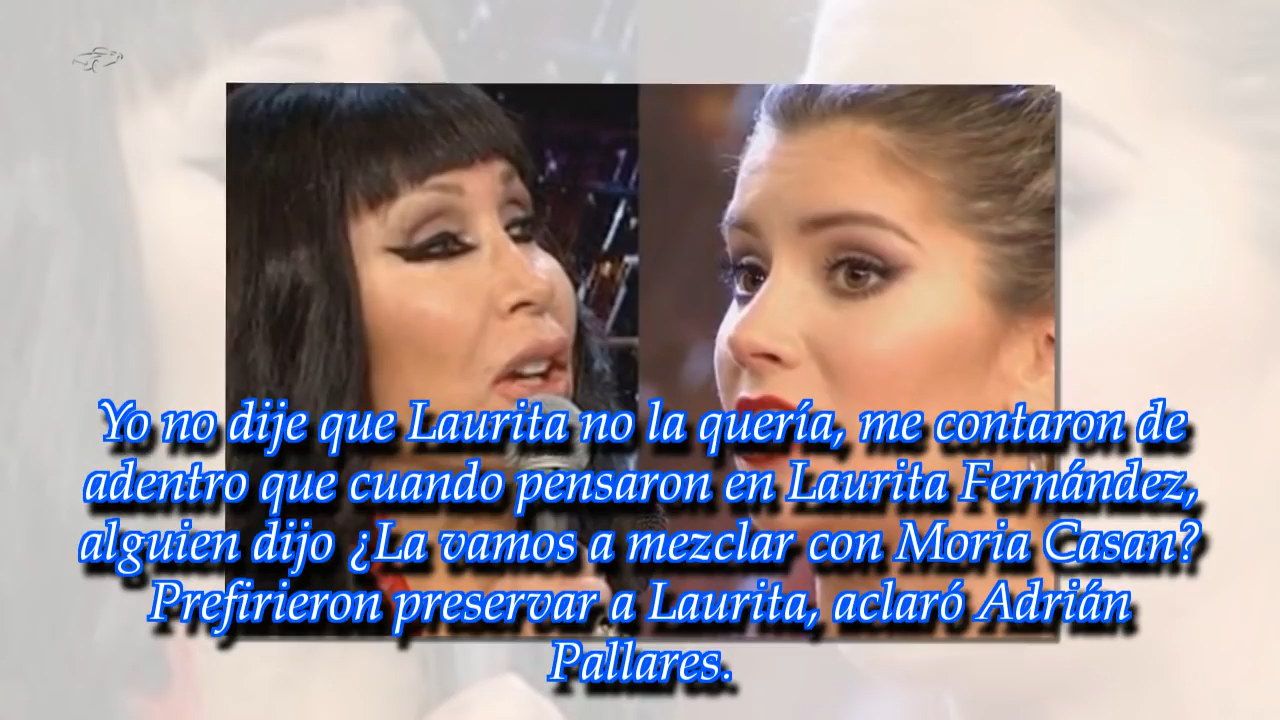 Yo no dije que Laurita no la quería, me contaron de
adentro que cuando pensaron en Laurita Fernández,
alguien dijo ¿La vamos a mezclar con Moria Casan?
Prefirieron preservar a Laurita, aclaró Adrián
Pallares.